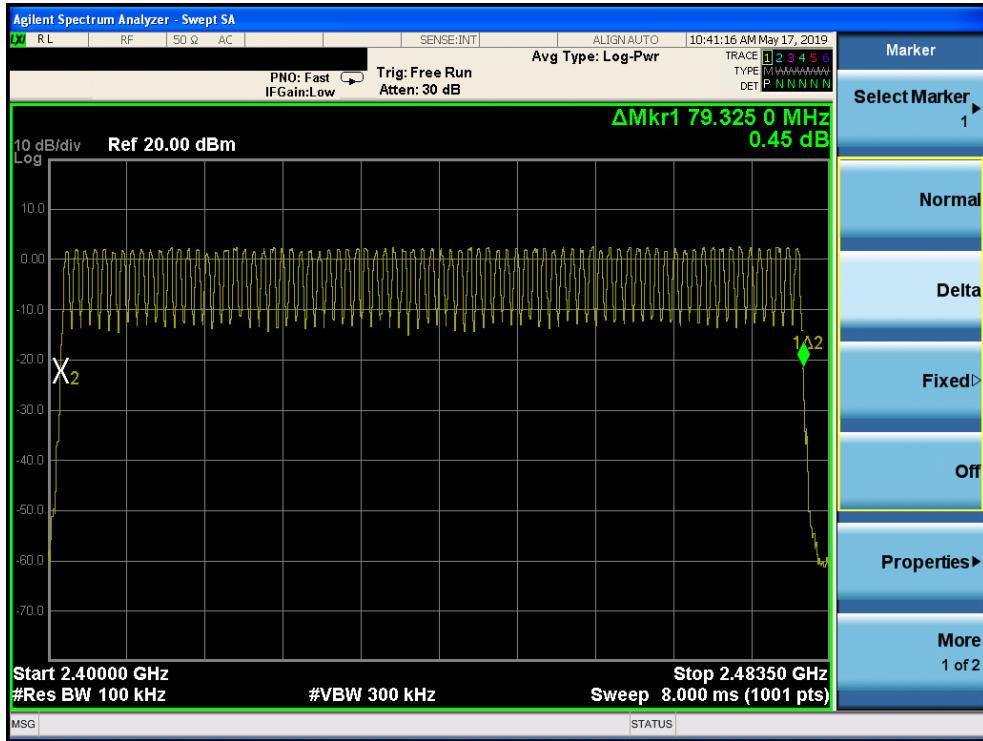 Agilent Spectrum Analyzer - Swept SA
LXI RL RF 50 Ω AC SENSE:INT ALIGN AUTO 10:41:16 AM May 17, 2019
Marker
Avg Type: Log-Pwr
TRACE 1 2 3 4 5 6
PNO: Fast Trig: Free Run
TYPE M WWWWW
IFGain:Low Atten: 30 dB
DET P N N N N N
Select Marker
1
ΔMkr1 79.325 0 MHz
0.45 dB
10 dB/div Ref 20.00 dBm
Log
10.0
Normal
0.00
Delta
-10.0
1Δ2
-20.0
2
Fixed
-30.0
-40.0
Off
-50.0
-60.0
Properties
-70.0
More
1 of 2
Start 2.40000 GHz Stop 2.48350 GHz
#Res BW 100 kHz #VBW 300 kHz Sweep 8.000 ms (1001 pts)
MSG STATUS